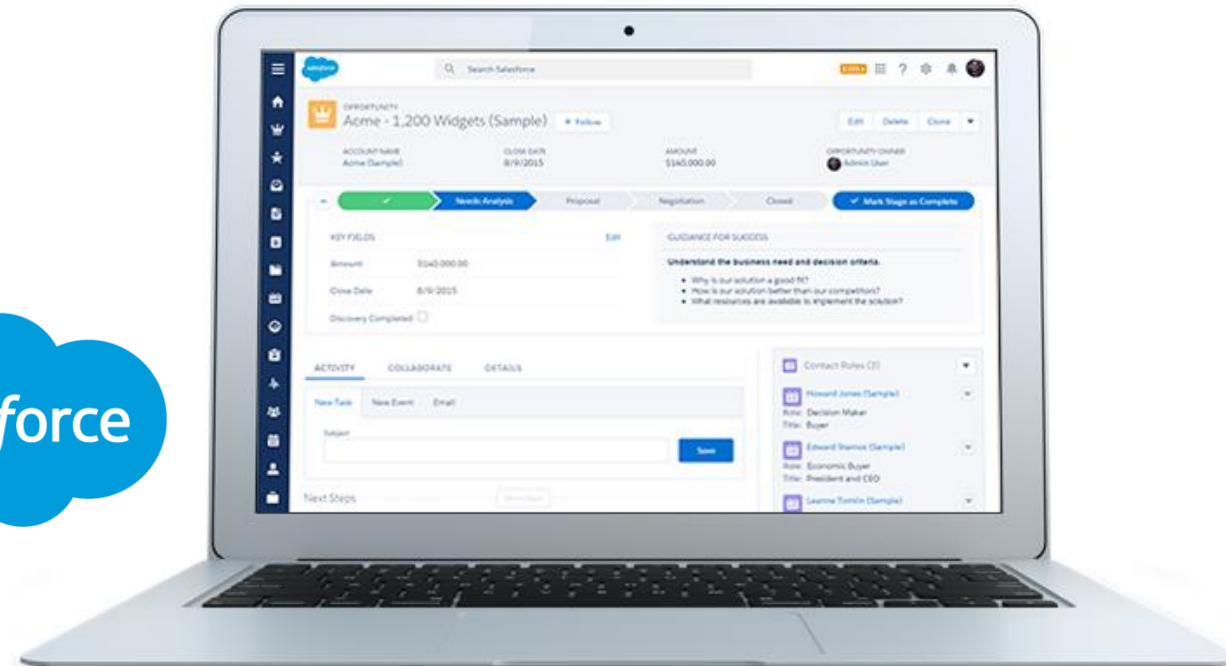 salesforce
Search Salesforce
OPPORTUNITY
Acme - 1,200 Widgets (Sample)
+ Follow
Edit
Delete
Clone
ACCOUNT NAME
CLOSE DATE
AMOUNT
OPPORTUNITY OWNER
Acme (Sample)
8/9/2015
$140,000.00
Admin User
Needs Analysis
Proposal
Negotiation
Closed
Mark Stage as Complete
KEY FIELDS
Edit
Amount
$140,000.00
Close Date
8/9/2015
Discovery Completed
GUIDANCE FOR SUCCESS
Understand the business need and decision criteria.
• Why is our solution a good fit?
• How is our solution better than our competitors?
• What resources are available to implement the solution?
force
ACTIVITY
COLLABORATE
DETAILS
New Task
New Event
Email
Subject
Save
Next Steps
Contact Roles (3)
Howard Jones (Sample)
Role: Decision Maker
Title: Buyer
Edward Stamos (Sample)
Role: Economic Buyer
Title: President and CEO
Leanne Tomlin (Sample)